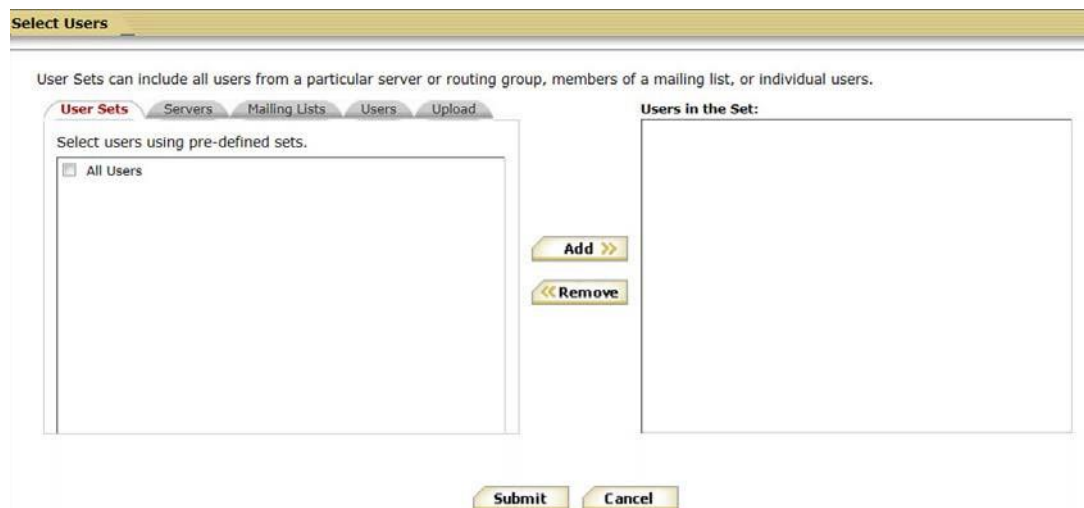 Select Users
User Sets can include all users from a particular server or routing group, members of a mailing list, or individual users.
User Sets Servers Mailing Lists Users Upload
Users in the Set:
Select users using pre-defined sets.
All Users
Add >>
<< Remove
Submit Cancel